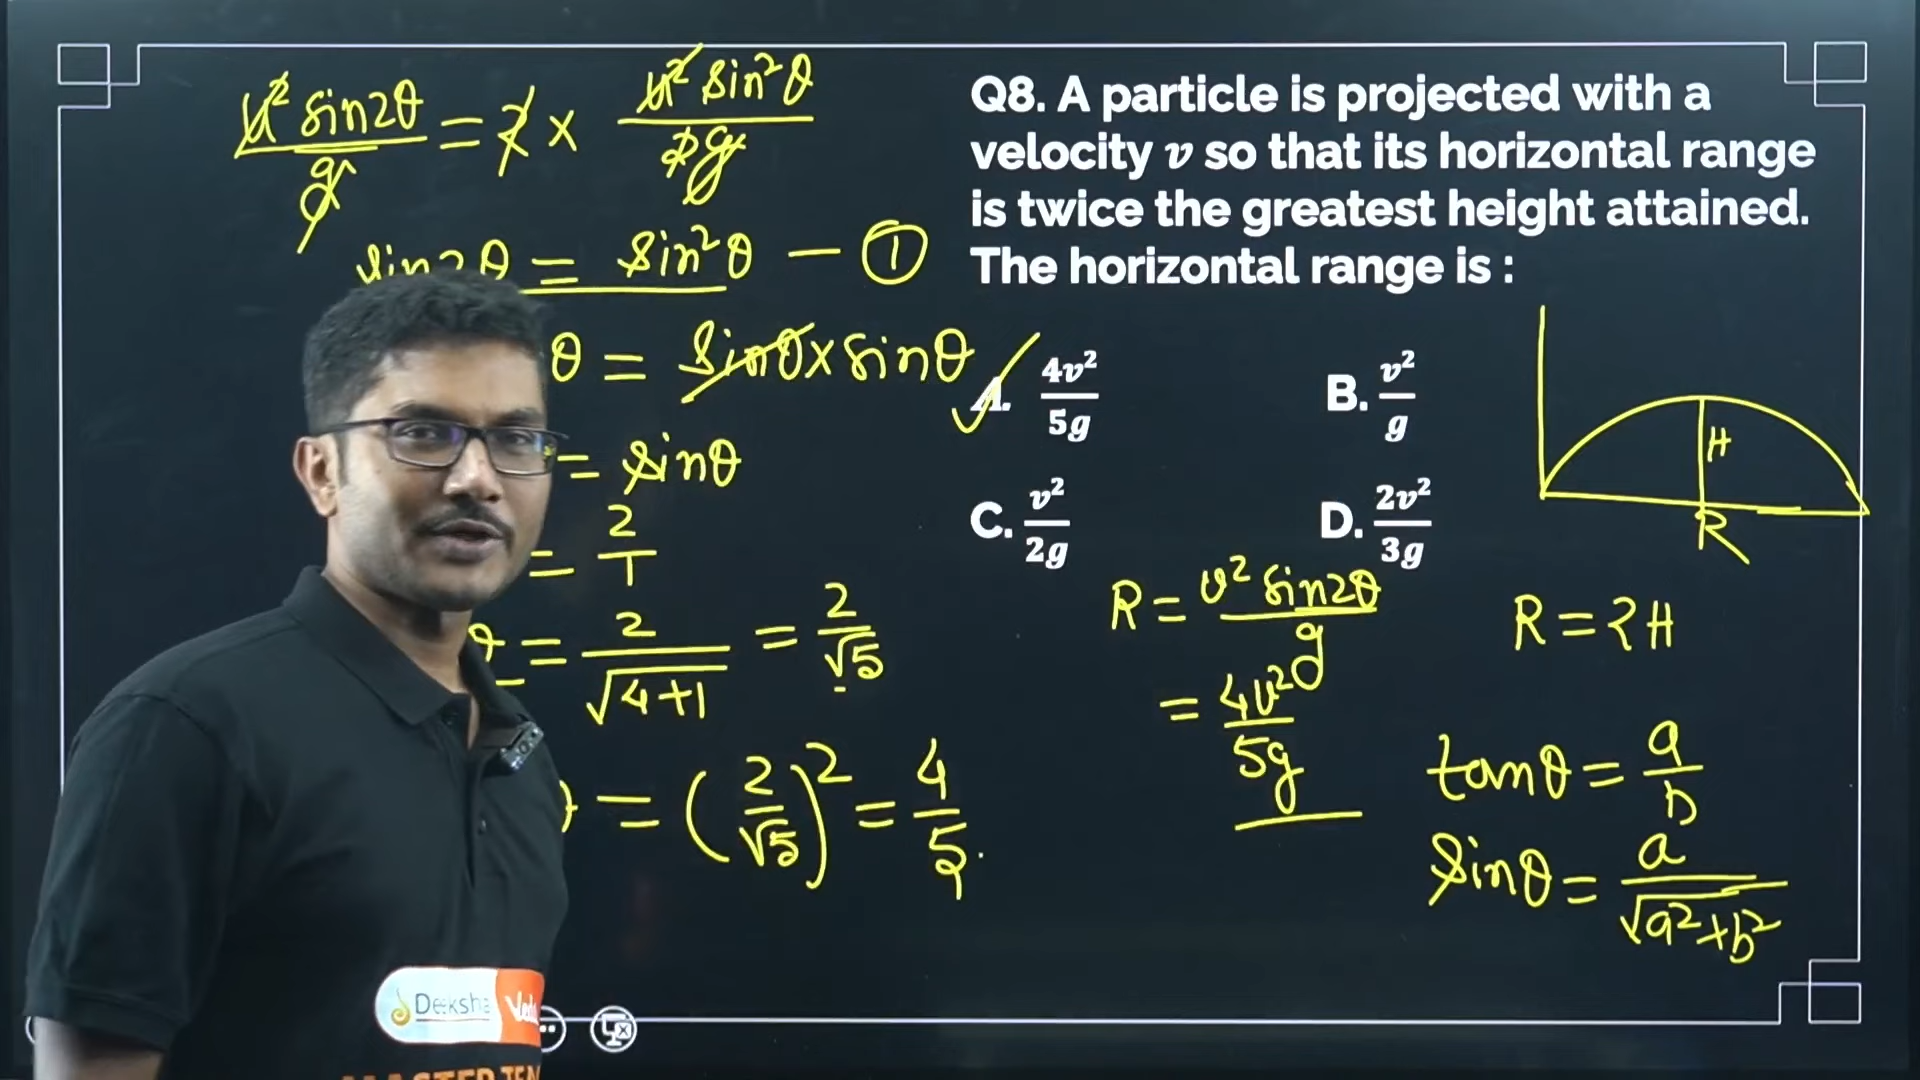 u² sin2θ / g = 2 × u² sin²θ / 2g
sin2θ = sin²θ — ①
θ = sinθ × sinθ
= sinθ
= 2/1
= 2/√4+1 = 2/√5
= (2/√5)² = 4/5
Q8. A particle is projected with a
velocity v so that its horizontal range
is twice the greatest height attained.
The horizontal range is :
A. 4v²/5g
B. v²/g
C. v²/2g
D. 2v²/3g
H
R
R = v² sin2θ / g
= 4v²/5g
R = 2H
tanθ = a/b
sinθ = a/√a²+b²
Deeksha